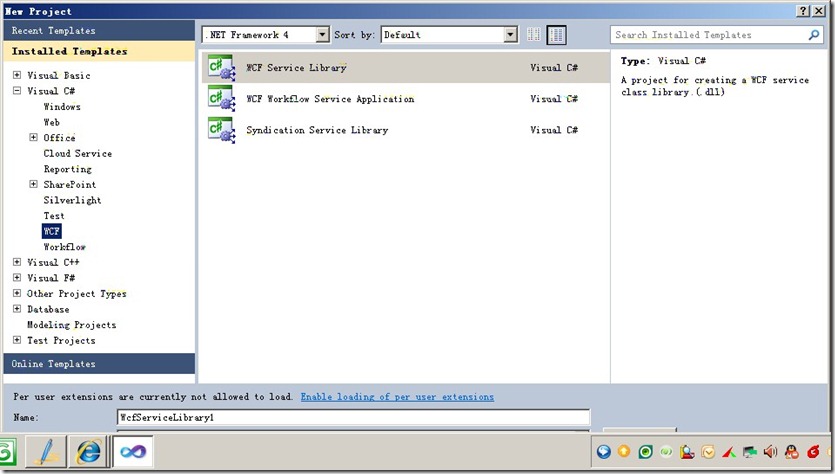 New Project
Recent Templates
Installed Templates
Visual Basic
Visual C#
Windows
Web
Office
Cloud Service
Reporting
SharePoint
Silverlight
Test
WCF
Workflow
Visual C++
Visual F#
Other Project Types
Database
Modeling Projects
Test Projects
Online Templates
.NET Framework 4 Sort by: Default
WCF Service Library Visual C#
WCF Workflow Service Application Visual C#
Syndication Service Library Visual C#
Search Installed Templates
Type: Visual C#
A project for creating a WCF service
class library.(.dll)
Per user extensions are currently not allowed to load. Enable loading of per user extensions
Name: WcfServiceLibrary1